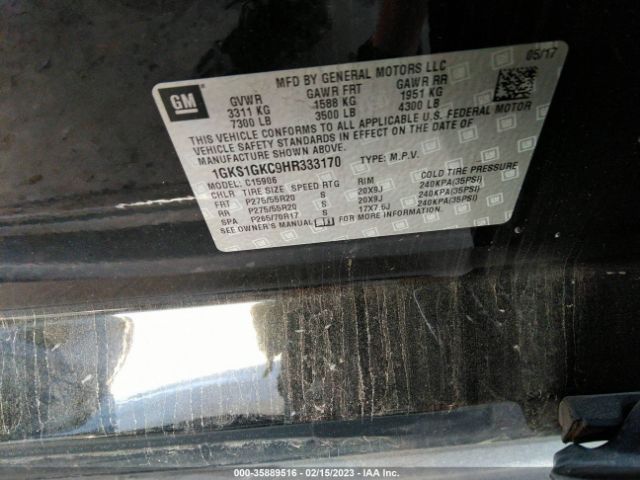 MFD BY GENERAL MOTORS LLC 05/17
GM
GVWR GAWR FRT GAWR RR
3311 KG 1588 KG 1951 KG
7300 LB 3500 LB 4300 LB
THIS VEHICLE CONFORMS TO ALL APPLICABLE U.S. FEDERAL MOTOR
VEHICLE SAFETY STANDARDS IN EFFECT ON THE DATE OF
MANUFACTURE SHOWN ABOVE.
1GKS1GKC9HR333170 TYPE: M.P.V.
MODEL: C15906
CHLR TIRE SIZE SPEED RTG RIM COLD TIRE PRESSURE
FRT P275/55R20 S 20X9J 240KPA(35PSI)
RR P275/55R20 S 20X9J 240KPA(35PSI)
SPA P265/70R17 S 17X7.5J 240KPA(35PSI)
SEE OWNER'S MANUAL
000-35889516 - 02/15/2023 - IAA Inc.